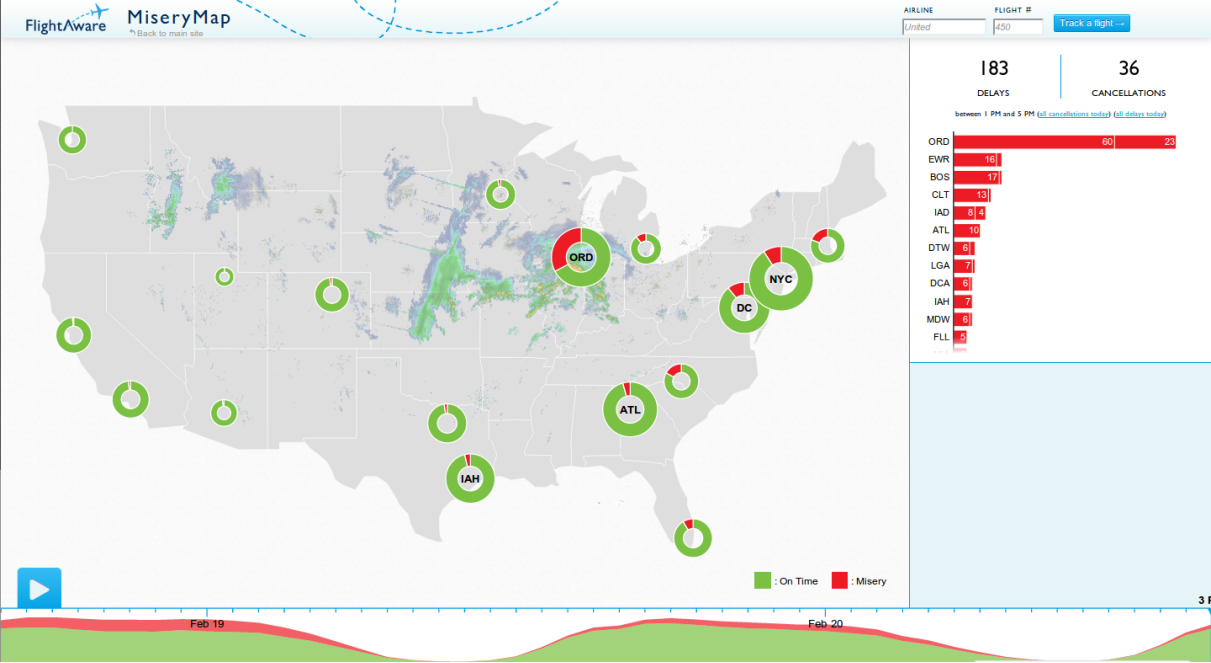 FlightAware
MiseryMap
Back to main site
AIRLINE
United
FLIGHT #
450
Track a flight →
183
DELAYS
36
CANCELLATIONS
between 1 PM and 5 PM (all cancellations today) (all delays today)
ORD 60 23
EWR 16
BOS 17
CLT 13
IAD 8 4
ATL 10
DTW 6
LGA 7
DCA 6
IAH 7
MDW 6
FLL 5
ORD
NYC
DC
ATL
IAH
: On Time
: Misery
3 P
Feb 19
Feb 20